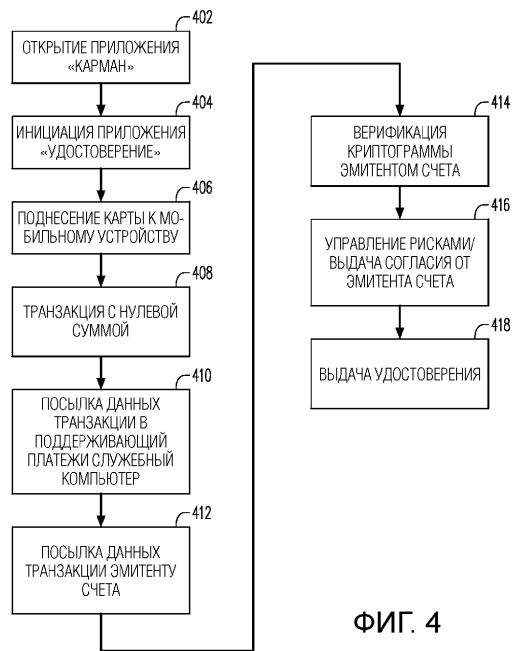 402
ОТКРЫТИЕ ПРИЛОЖЕНИЯ
«КАРМАН»
404
ИНИЦИАЦИЯ ПРИЛОЖЕНИЯ
«УДОСТОВЕРЕНИЕ»
406
ПОДНЕСЕНИЕ КАРТЫ К МО-
БИЛЬНОМУ УСТРОЙСТВУ
408
ТРАНЗАКЦИЯ С НУЛЕВОЙ
СУММОЙ
410
ПОСЫЛКА ДАННЫХ
ТРАНЗАКЦИИ В
ПОДДЕРЖИВАЮЩИЙ
ПЛАТЕЖИ СЛУЖЕБНЫЙ
КОМПЬЮТЕР
412
ПОСЫЛКА ДАННЫХ
ТРАНЗАКЦИИ ЭМИТЕНТУ
СЧЕТА
414
ВЕРИФИКАЦИЯ
КРИПТОГРАММЫ
ЭМИТЕНТОМ СЧЕТА
416
УПРАВЛЕНИЕ РИСКАМИ/
ВЫДАЧА СОГЛАСИЯ ОТ
ЭМИТЕНТА СЧЕТА
418
ВЫДАЧА УДОСТОВЕРЕНИЯ
ФИГ. 4